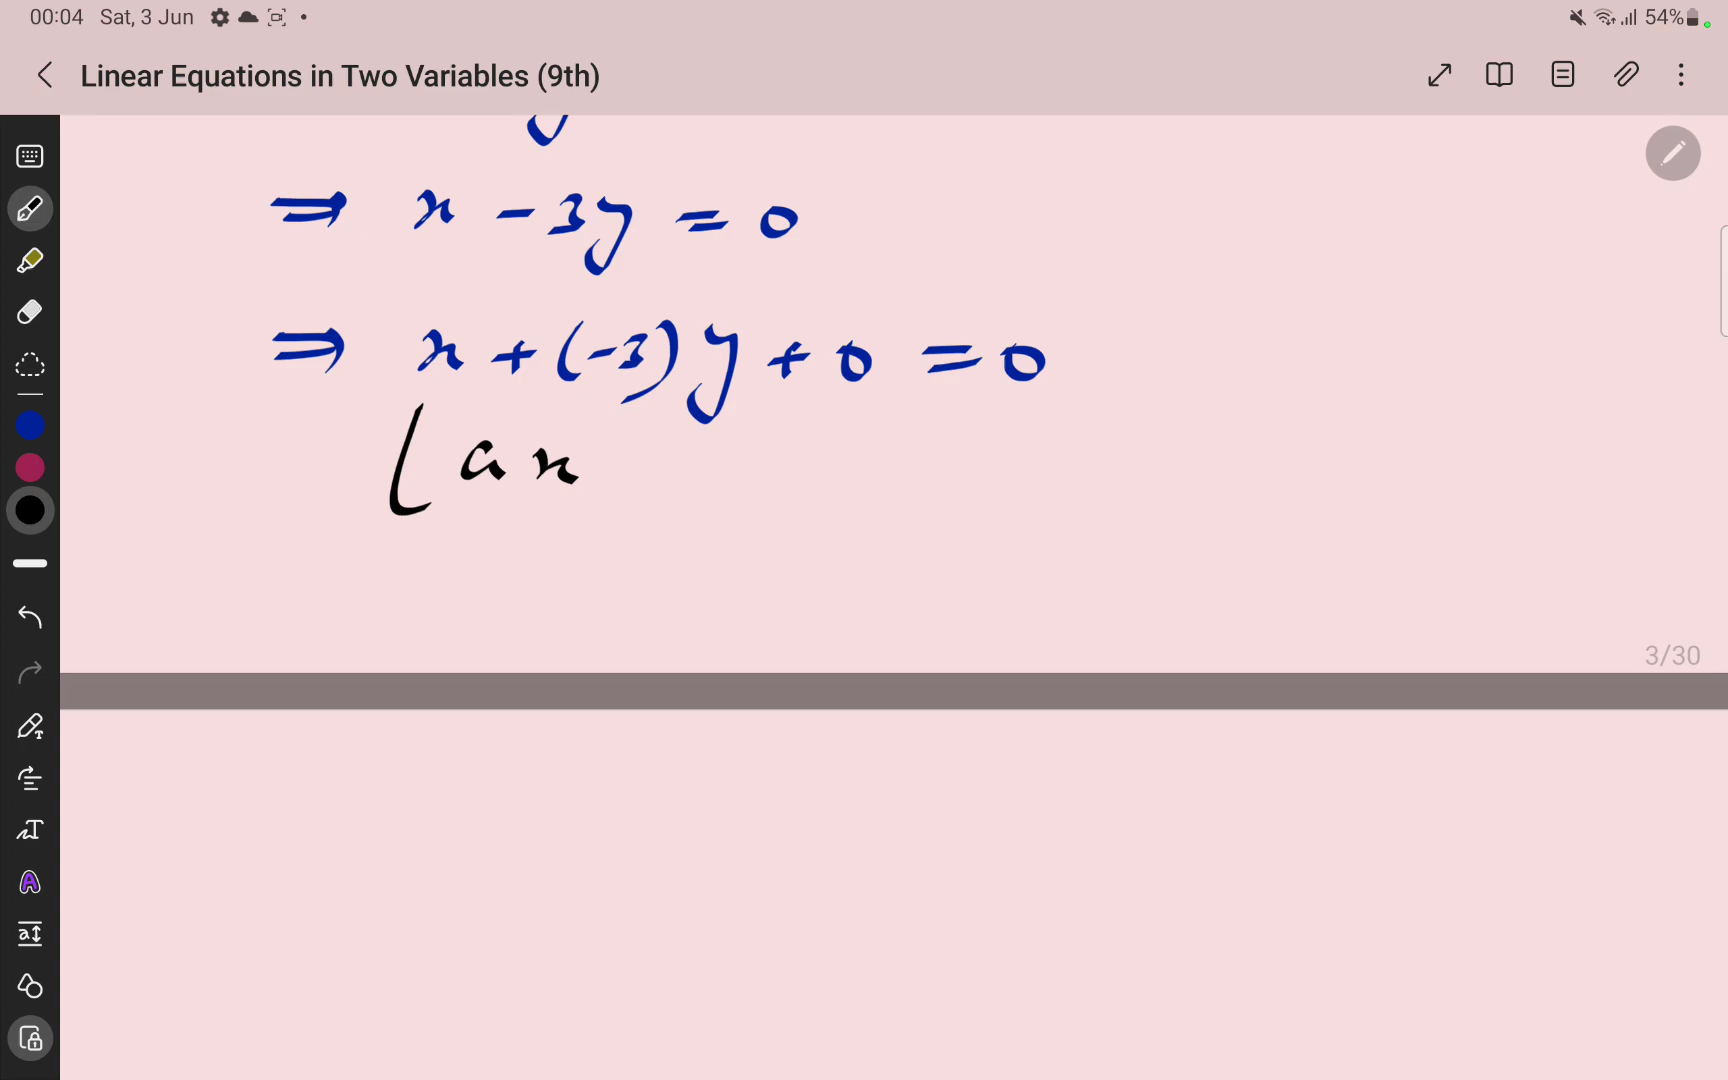 00:04 Sat, 3 Jun 54%
Linear Equations in Two Variables (9th)
y
⇒ x - 3y = 0
⇒ x + (-3) y + 0 = 0
[ ax
3/30